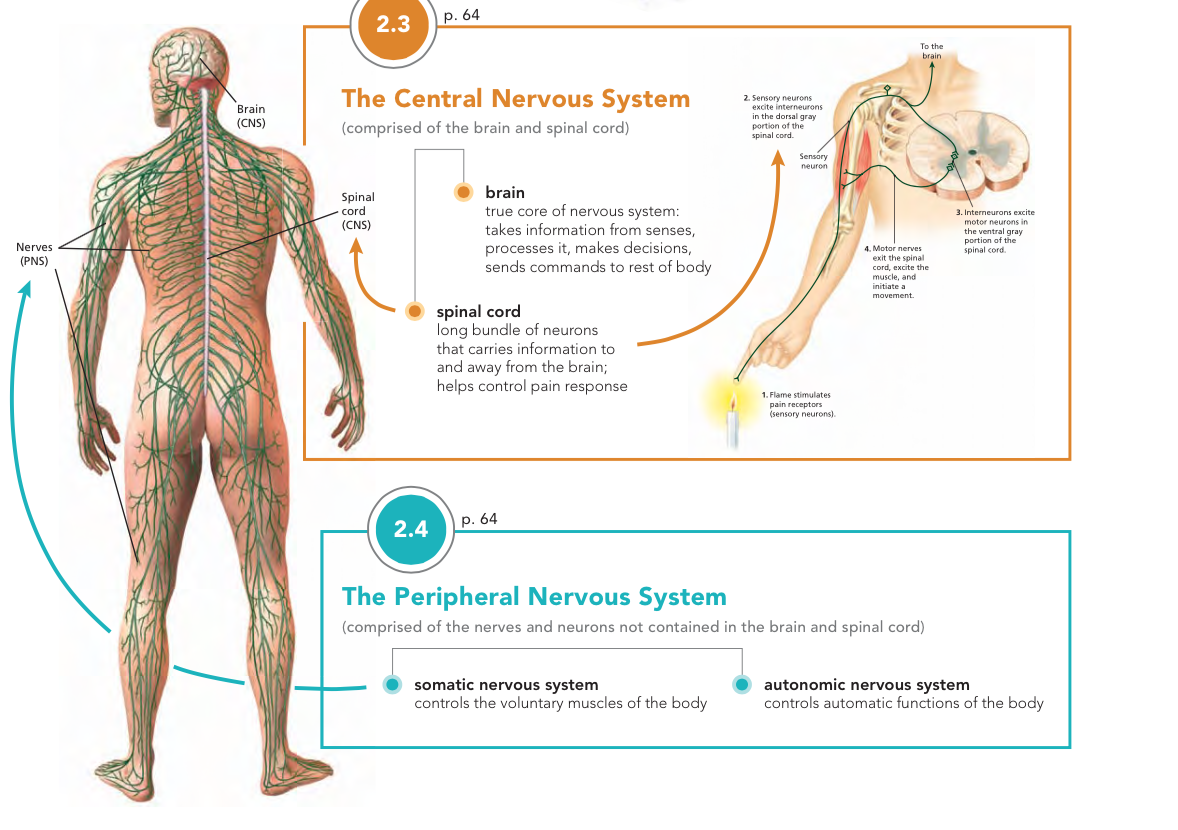 2.3
p. 64
The Central Nervous System
(comprised of the brain and spinal cord)
brain
true core of nervous system:
takes information from senses,
processes it, makes decisions,
sends commands to rest of body
spinal cord
long bundle of neurons
that carries information to
and away from the brain;
helps control pain response
Brain
(CNS)
Spinal
cord
(CNS)
Nerves
(PNS)
To the
brain
2. Sensory neurons
excite interneurons
in the dorsal gray
portion of the
spinal cord.
Sensory
neuron
3. Interneurons excite
motor neurons in
the ventral gray
portion of the
spinal cord.
4. Motor nerves
exit the spinal
cord, excite the
muscle, and
initiate a
movement.
1. Flame stimulates
pain receptors
(sensory neurons).
2.4
p. 64
The Peripheral Nervous System
(comprised of the nerves and neurons not contained in the brain and spinal cord)
somatic nervous system
controls the voluntary muscles of the body
autonomic nervous system
controls automatic functions of the body